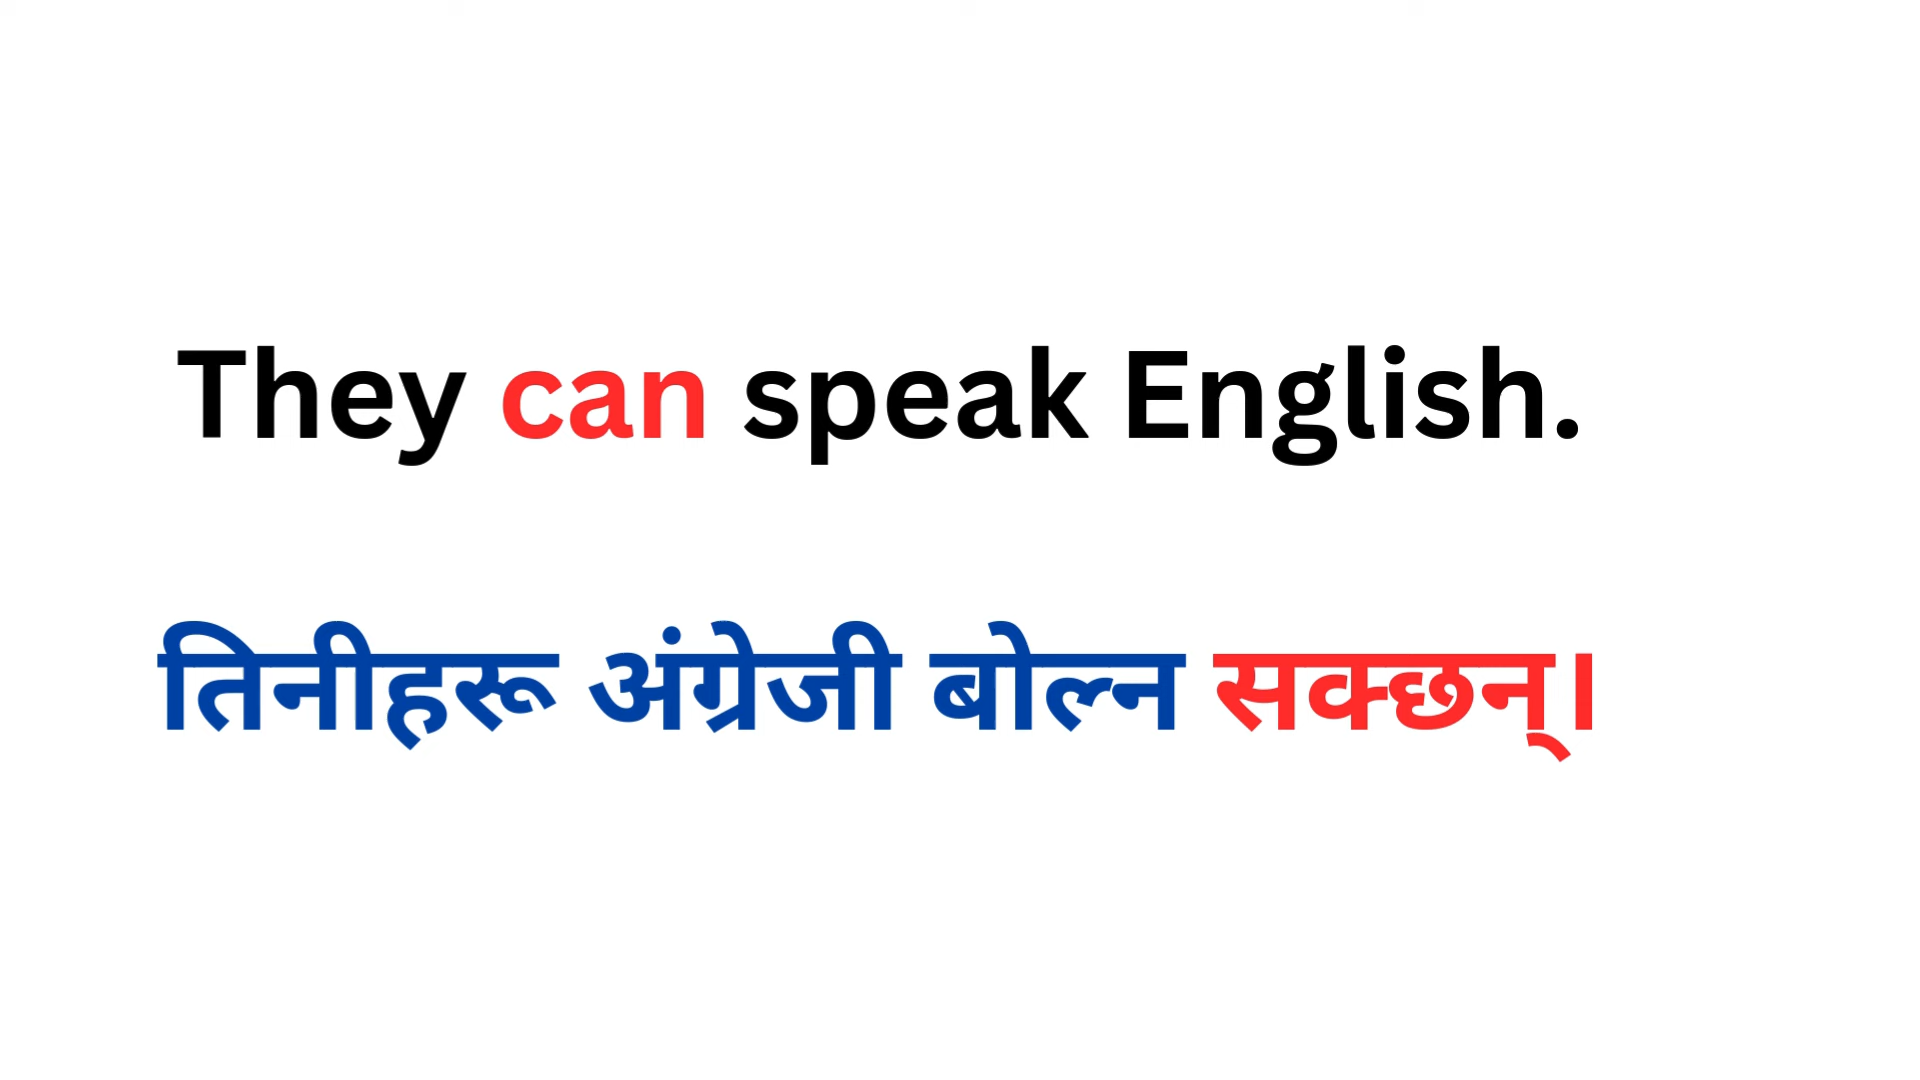 They can speak English.
तिनीहरू अंग्रेजी बोल्न सक्छन्।